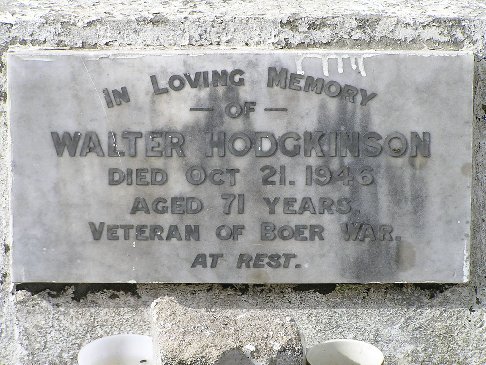 IN LOVING MEMORY
— OF —
WALTER HODGKINSON
DIED OCT 21. 1946
AGED 71 YEARS,
VETERAN OF BOER WAR.
AT REST.